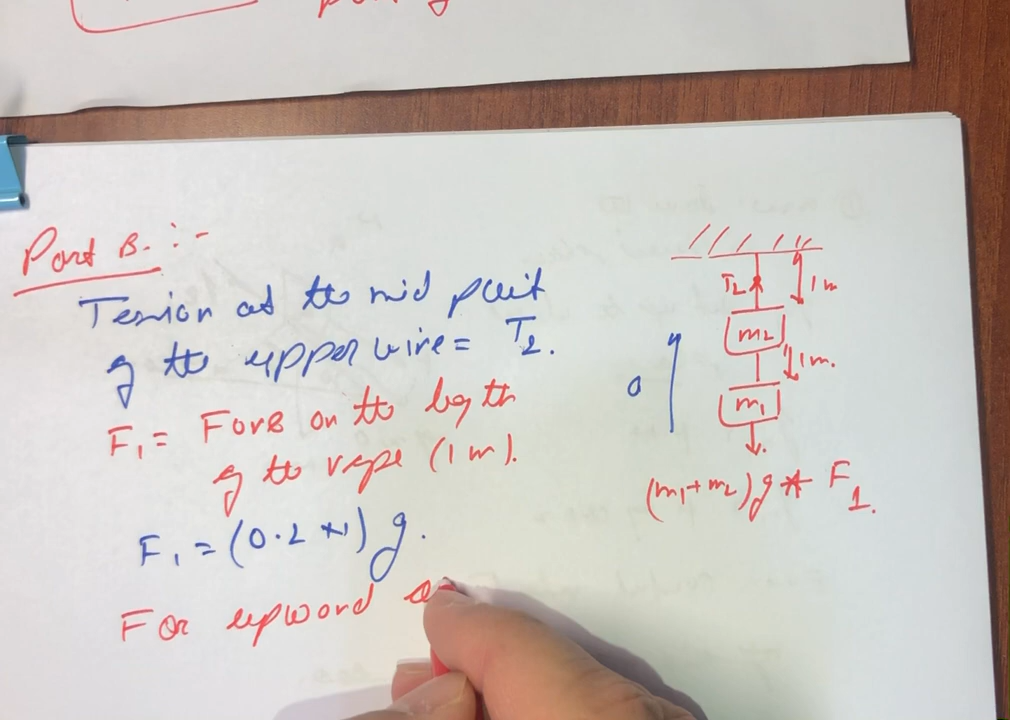 Part B. :-
Tension at the mid point
of the upper wire = T2.
F1 = Force on the length
of the rope (1 m).
F1 = (0.2 ×1) g.
For upward a
T2
1m
m2
1m.
a
m1
(m1+m2)g + F1.